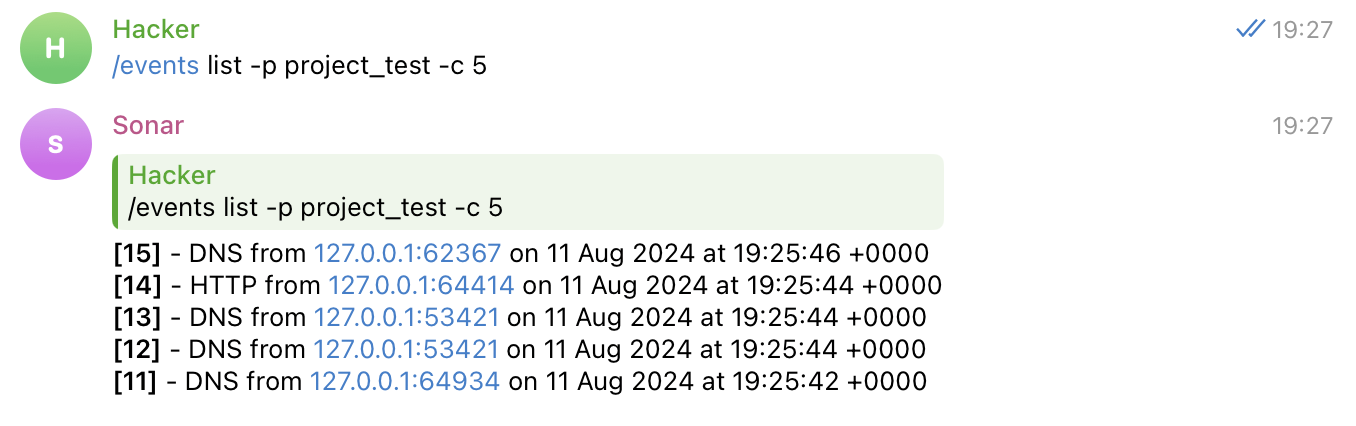 H
Hacker
19:27
/events list -p project_test -c 5
S
Sonar
19:27
Hacker
/events list -p project_test -c 5
[15] - DNS from 127.0.0.1:62367 on 11 Aug 2024 at 19:25:46 +0000
[14] - HTTP from 127.0.0.1:64414 on 11 Aug 2024 at 19:25:44 +0000
[13] - DNS from 127.0.0.1:53421 on 11 Aug 2024 at 19:25:44 +0000
[12] - DNS from 127.0.0.1:53421 on 11 Aug 2024 at 19:25:44 +0000
[11] - DNS from 127.0.0.1:64934 on 11 Aug 2024 at 19:25:42 +0000